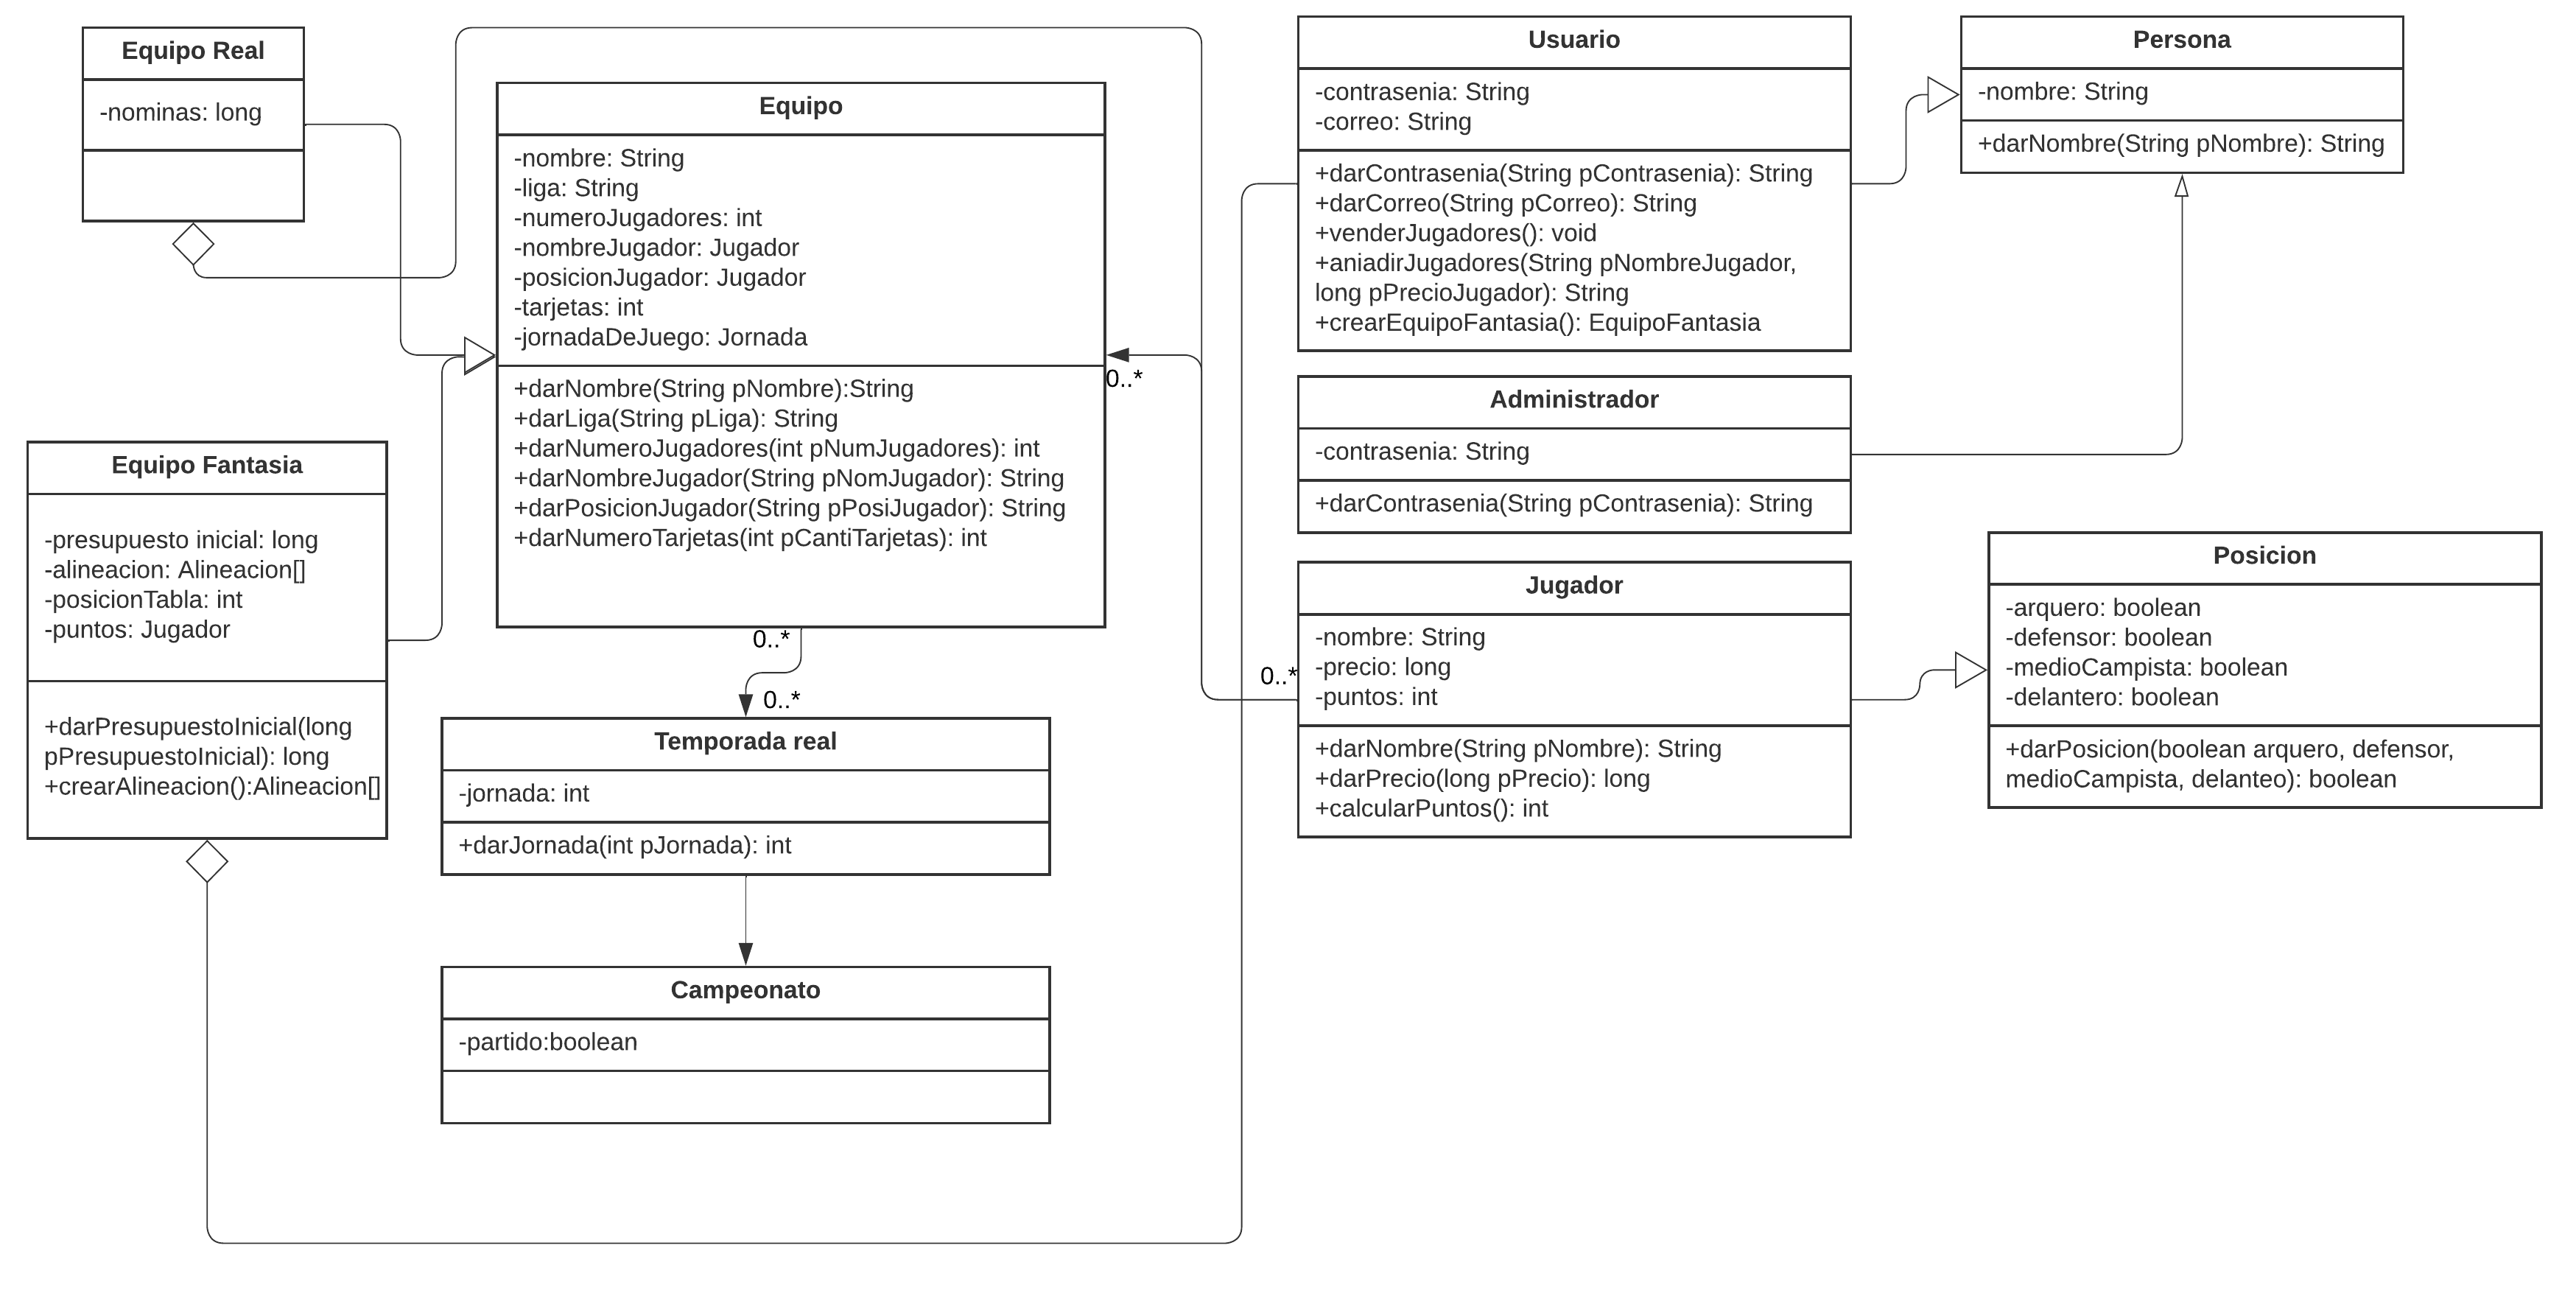 Equipo Real
-nominas: long
Equipo
-nombre: String
-liga: String
-numeroJugadores: int
-nombreJugador: Jugador
-posicionJugador: Jugador
-tarjetas: int
-jornadaDeJuego: Jornada
+darNombre(String pNombre):String
+darLiga(String pLiga): String
+darNumeroJugadores(int pNumJugadores): int
+darNombreJugador(String pNomJugador): String
+darPosicionJugador(String pPosiJugador): String
+darNumeroTarjetas(int pCantiTarjetas): int
0..*
0..*
0..*
0..*
Equipo Fantasia
-presupuesto inicial: long
-alineacion: Alineacion[]
-posicionTabla: int
-puntos: Jugador
+darPresupuestoInicial(long
pPresupuestoInicial): long
+crearAlineacion():Alineacion[]
Temporada real
-jornada: int
+darJornada(int pJornada): int
Campeonato
-partido:boolean
Usuario
-contrasenia: String
-correo: String
+darContrasenia(String pContrasenia): String
+darCorreo(String pCorreo): String
+venderJugadores(): void
+aniadirJugadores(String pNombreJugador,
long pPrecioJugador): String
+crearEquipoFantasia(): EquipoFantasia
Persona
-nombre: String
+darNombre(String pNombre): String
Administrador
-contrasenia: String
+darContrasenia(String pContrasenia): String
Jugador
-nombre: String
-precio: long
-puntos: int
+darNombre(String pNombre): String
+darPrecio(long pPrecio): long
+calcularPuntos(): int
Posicion
-arquero: boolean
-defensor: boolean
-medioCampista: boolean
-delantero: boolean
+darPosicion(boolean arquero, defensor,
medioCampista, delanteo): boolean